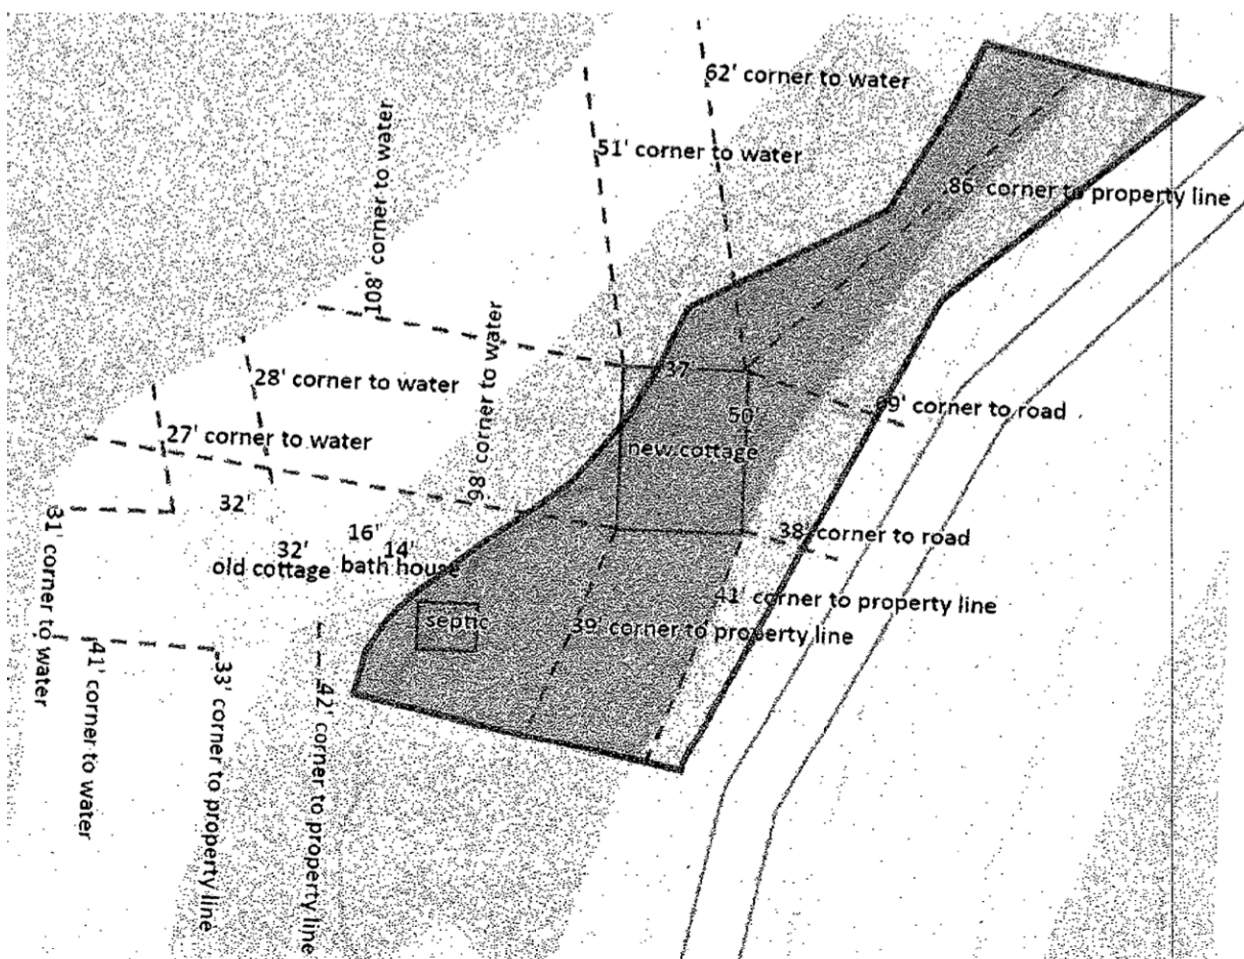 62' corner to water
51' corner to water
108' corner to water
86' corner to property line
37
28' corner to water
98' corner to water
50'
corner to road
27' corner to water
new cottage
32'
31' corner to water
16"
38' corner to road
32'
14'
old cottage
bath house
41' corner to property line
septic
39' corner to property line
41' corner to water
33' corner to property line
42' corner to property line